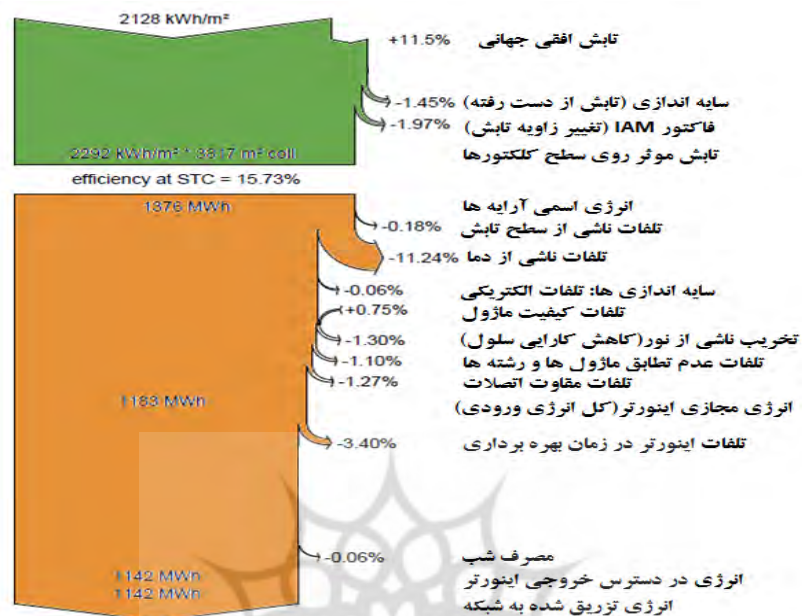 2128 kWh/m²
+11.5% تابش افقی جهانی
-1.45% سایه اندازی (تابش از دست رفته)
-1.97% فاکتور IAM (تغییر زاویه تابش)
2292 kWh/m² * 3817 m² coll تابش موثر روی سطح کلکتورها
efficiency at STC = 15.73%
1376 MWh انرژی اسمی آرایه ها
-0.18% تلفات ناشی از سطح تابش
-11.24% تلفات ناشی از دما
-0.06% سایه اندازی ها: تلفات الکتریکی
+0.75% تلفات کیفیت ماژول
-1.30% تخریب ناشی از نور(کاهش کارایی سلول)
-1.10% تلفات عدم تطابق ماژول ها و رشته ها
-1.27% تلفات مقاوت اتصلات
1183 MWh انرژی مجازی اینورتر(کل انرژی ورودی)
-3.40% تلفات اینورتر در زمان بهره برداری
-0.06% مصرف شب
1142 MWh انرژی در دسترس خروجی اینورتر
1142 MWh انرژی تزریق شده به شبکه